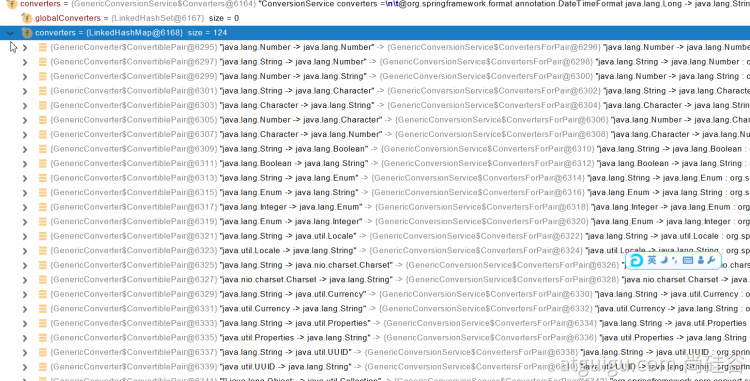 converters = {GenericConversionService$Converters@6164} "ConversionService converters =\n\t@org.springframework.format.annotation.DateTimeFormat java.lang.Long -> java.lang.Strin
globalConverters = {LinkedHashSet@6167} size = 0
converters = {LinkedHashMap@6168} size = 124
{GenericConverter$ConvertiblePair@6295} "java.lang.Number -> java.lang.Number" -> {GenericConversionService$ConvertersForPair@6296} "java.lang.Number -> java.lang.Number
{GenericConverter$ConvertiblePair@6297} "java.lang.String -> java.lang.Number" -> {GenericConversionService$ConvertersForPair@6298} "java.lang.String -> java.lang.Number : o
{GenericConverter$ConvertiblePair@6299} "java.lang.Number -> java.lang.String" -> {GenericConversionService$ConvertersForPair@6300} "java.lang.Number -> java.lang.String : o
{GenericConverter$ConvertiblePair@6301} "java.lang.String -> java.lang.Character" -> {GenericConversionService$ConvertersForPair@6302} "java.lang.String -> java.lang.Charac
{GenericConverter$ConvertiblePair@6303} "java.lang.Character -> java.lang.String" -> {GenericConversionService$ConvertersForPair@6304} "java.lang.Character -> java.lang.Stri
{GenericConverter$ConvertiblePair@6305} "java.lang.Number -> java.lang.Character" -> {GenericConversionService$ConvertersForPair@6306} "java.lang.Number -> java.lang.Char
{GenericConverter$ConvertiblePair@6307} "java.lang.Character -> java.lang.Number" -> {GenericConversionService$ConvertersForPair@6308} "java.lang.Character -> java.lang.Nu
{GenericConverter$ConvertiblePair@6309} "java.lang.String -> java.lang.Boolean" -> {GenericConversionService$ConvertersForPair@6310} "java.lang.String -> java.lang.Boolean
{GenericConverter$ConvertiblePair@6311} "java.lang.Boolean -> java.lang.String" -> {GenericConversionService$ConvertersForPair@6312} "java.lang.Boolean -> java.lang.String
{GenericConverter$ConvertiblePair@6313} "java.lang.String -> java.lang.Enum" -> {GenericConversionService$ConvertersForPair@6314} "java.lang.String -> java.lang.Enum : org.s
{GenericConverter$ConvertiblePair@6315} "java.lang.Enum -> java.lang.String" -> {GenericConversionService$ConvertersForPair@6316} "java.lang.Enum -> java.lang.String : org.s
{GenericConverter$ConvertiblePair@6317} "java.lang.Integer -> java.lang.Enum" -> {GenericConversionService$ConvertersForPair@6318} "java.lang.Integer -> java.lang.Enum : org
{GenericConverter$ConvertiblePair@6319} "java.lang.Enum -> java.lang.Integer" -> {GenericConversionService$ConvertersForPair@6320} "java.lang.Enum -> java.lang.Integer : org
{GenericConverter$ConvertiblePair@6321} "java.lang.String -> java.util.Locale" -> {GenericConversionService$ConvertersForPair@6322} "java.lang.String -> java.util.Locale : org.sp
{GenericConverter$ConvertiblePair@6323} "java.util.Locale -> java.lang.String" -> {GenericConversionService$ConvertersForPair@6324} "java.util.Locale -> java.lang.String : org.sp
{GenericConverter$ConvertiblePair@6325} "java.lang.String -> java.nio.charset.Charset" -> {GenericConversionService$ConvertersForPair@6326}
英
{GenericConverter$ConvertiblePair@6327} "java.nio.charset.Charset -> java.lang.String" -> {GenericConversionService$ConvertersForPair@6328} "java.nio.charset.Charset -> java.
{GenericConverter$ConvertiblePair@6329} "java.lang.String -> java.util.Currency" -> {GenericConversionService$ConvertersForPair@6330} "java.lang.String -> java.util.Currency :
{GenericConverter$ConvertiblePair@6331} "java.util.Currency -> java.lang.String" -> {GenericConversionService$ConvertersForPair@6332} "java.util.Currency -> java.lang.String :
{GenericConverter$ConvertiblePair@6333} "java.lang.String -> java.util.Properties" -> {GenericConversionService$ConvertersForPair@6334} "java.lang.String -> java.util.Properties
{GenericConverter$ConvertiblePair@6335} "java.util.Properties -> java.lang.String" -> {GenericConversionService$ConvertersForPair@6336} "java.util.Properties -> java.lang.String
{GenericConverter$ConvertiblePair@6337} "java.lang.String -> java.util.UUID" -> {GenericConversionService$ConvertersForPair@6338} "java.lang.String -> java.util.UUID : org.spri
{GenericConverter$ConvertiblePair@6339} "java.util.UUID -> java.lang.String" -> {GenericConversionService$ConvertersForPair@6340}